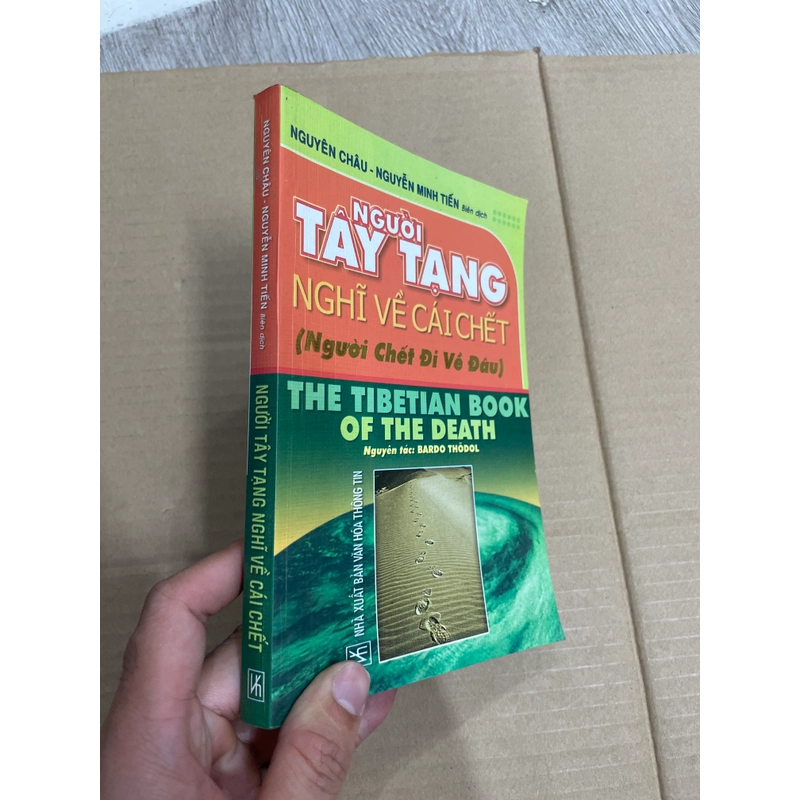 NGUYÊN CHÂU - NGUYỄN MINH TIẾN Biên dịch
NGƯỜI
TÂY TẠNG
NGHĨ VỀ CÁI CHẾT
(Người Chết Đi Về Đâu)
THE TIBETIAN BOOK
OF THE DEATH
Nguyên tác: BARDO THÖDOL
NHÀ XUẤT BẢN VĂN HÓA THÔNG TIN
NGUYÊN CHÂU - NGUYỄN MINH TIẾN Biên dịch
NGƯỜI TÂY TẠNG NGHĨ VỀ CÁI CHẾT